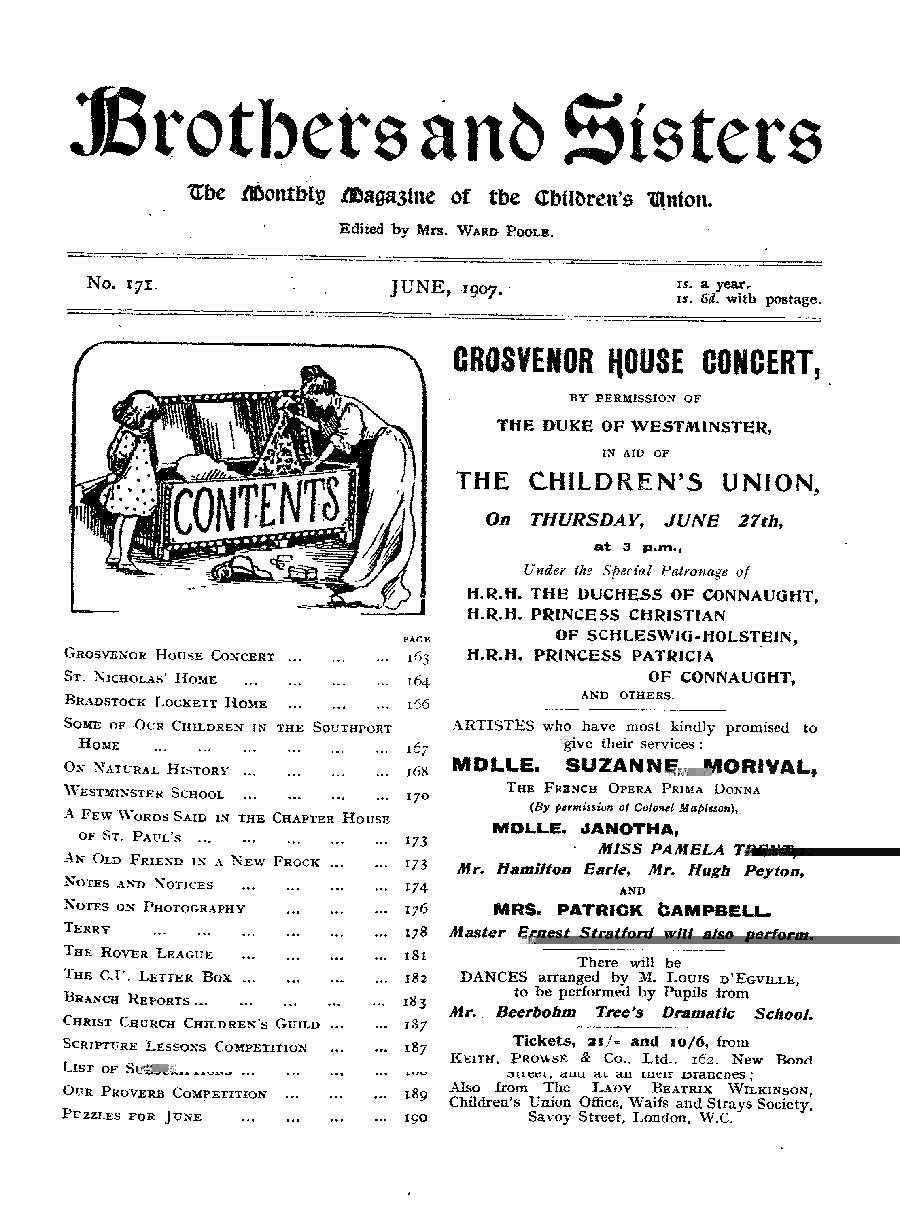 Brothers and Sisters
The Monthly Magazine of the Children's Union.
Edited by Mrs. WARD POOLE.
No. 171. JUNE, 1907. 1s. a year.
1s. 6d. with postage.
CONTENTS
PAGE
GROSVENOR HOUSE CONCERT ... ... ... 163
ST. NICHOLAS' HOME ... ... ... ... 164
BRADSTOCK LOCKETT HOME ... ... ... 166
SOME OF OUR CHILDREN IN THE SOUTHPORT
HOME ... ... ... ... ... ... 167
ON NATURAL HISTORY ... ... ... ... 168
WESTMINSTER SCHOOL ... ... ... ... 170
A FEW WORDS SAID IN THE CHAPTER HOUSE
OF ST. PAUL'S ... ... ... ... ... 173
AN OLD FRIEND IN A NEW FROCK ... ... 173
NOTES AND NOTICES ... ... ... ... 174
NOTES ON PHOTOGRAPHY ... ... ... 176
TERRY ... ... ... ... ... ... 178
THE ROVER LEAGUE ... ... ... ... 181
THE C.U. LETTER BOX ... ... ... ... 182
BRANCH REPORTS ... ... ... ... ... 183
CHRIST CHURCH CHILDREN'S GUILD ... ... 187
SCRIPTURE LESSONS COMPETITION ... ... 187
LIST OF ... ... ... ...
OUR PROVERB COMPETITION ... ... ... 189
PUZZLES FOR JUNE ... ... ... ... 190
GROSVENOR HOUSE CONCERT,
BY PERMISSION OF
THE DUKE OF WESTMINSTER,
IN AID OF
THE CHILDREN'S UNION,
On THURSDAY, JUNE 27th,
at 3 p.m.,
Under the Special Patronage of
H.R.H. THE DUCHESS OF CONNAUGHT,
H.R.H. PRINCESS CHRISTIAN
OF SCHLESWIG-HOLSTEIN,
H.R.H. PRINCESS PATRICIA
OF CONNAUGHT,
AND OTHERS.
ARTISTES who have most kindly promised to
give their services:
MDLLE. SUZANNE MORIVAL,
THE FRENCH OPERA PRIMA DONNA
(By permission of Colonel Mapleson),
MDLLE. JANOTHA,
MISS PAMELA
Mr. Hamilton Earle, Mr. Hugh Peyton,
AND
MRS. PATRICK CAMPBELL.
Master Ernest Stratford will also perform.
There will be
DANCES arranged by M. LOUIS D'EGVILLE,
to be performed by Pupils from
Mr. Beerbohm Tree's Dramatic School.
Tickets, 21/- and 10/6, from
KEITH, PROWSE & Co., Ltd., 162, New Bond
Street, and at all their Branches;
Also from The LADY BEATRIX WILKINSON,
Children's Union Office, Waifs and Strays Society,
Savoy Street, London, W.C.